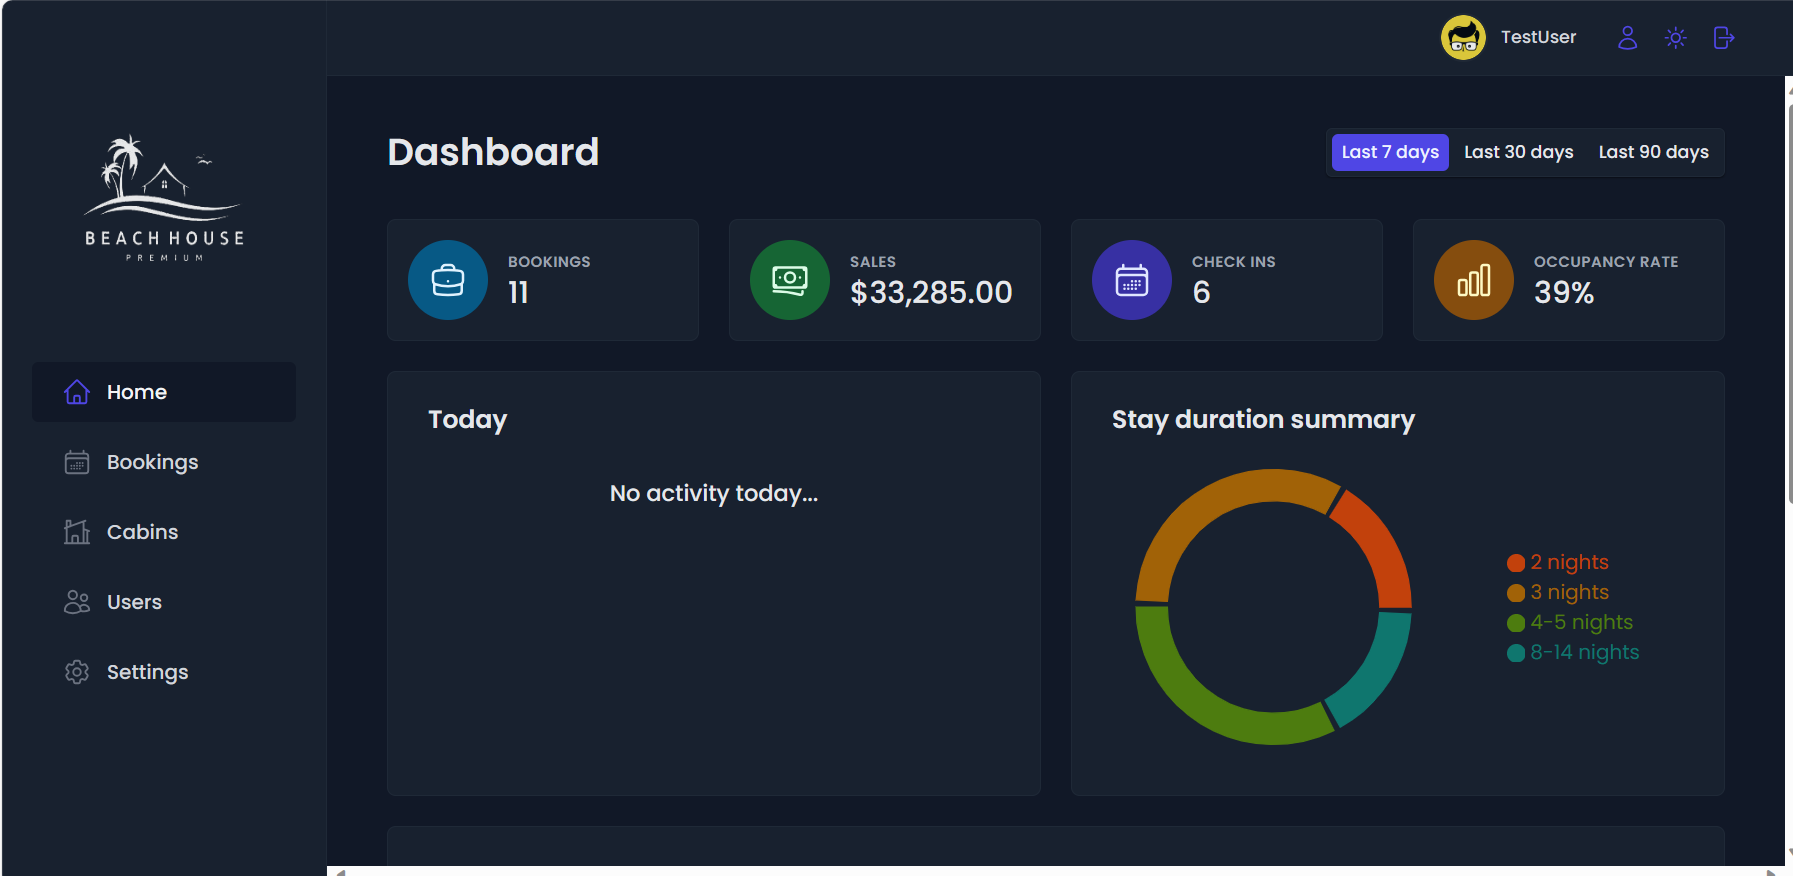 TestUser
BEACH HOUSE
PREMIUM
Home
Bookings
Cabins
Users
Settings
Dashboard
Last 7 days Last 30 days Last 90 days
BOOKINGS
11
SALES
$33,285.00
CHECK INS
6
OCCUPANCY RATE
39%
Today
No activity today...
Stay duration summary
2 nights
3 nights
4-5 nights
8-14 nights